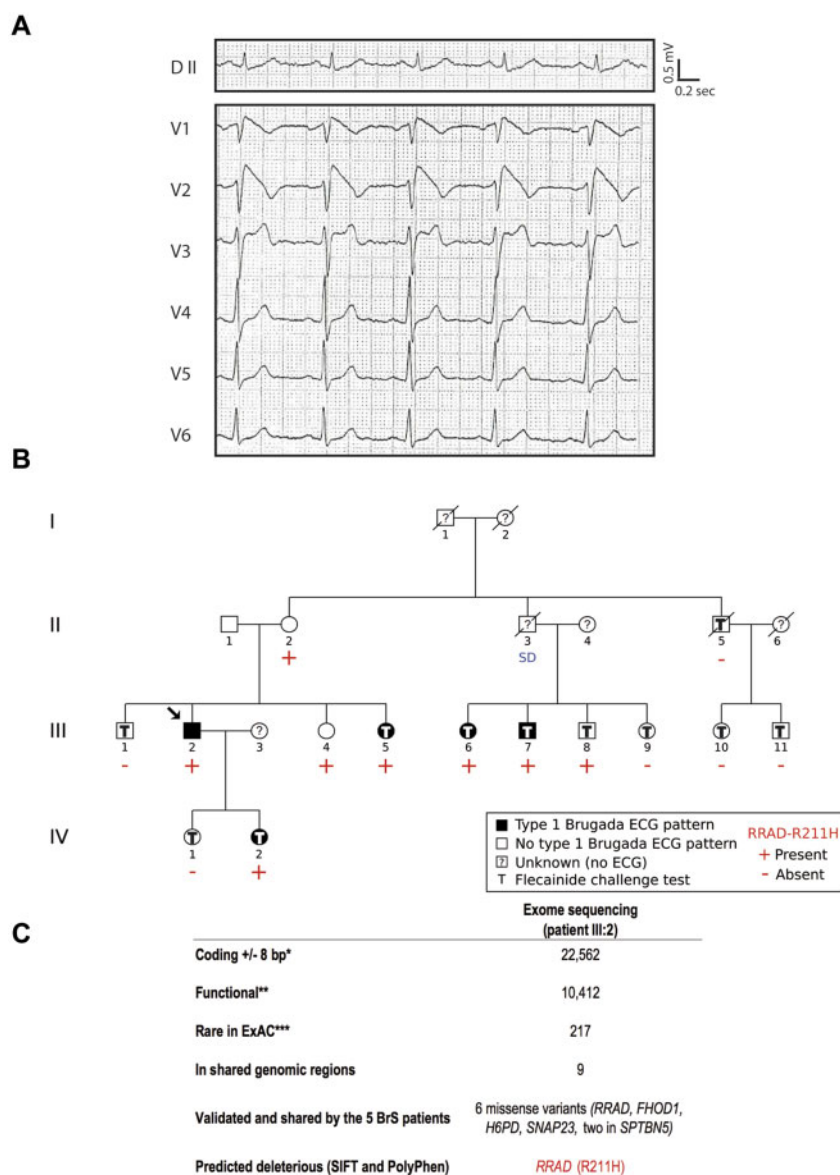 A
D II
0.5 mV
0.2 sec
V1
V2
V3
V4
V5
V6
B
I
? ?
1 2
II
? ? T ?
1 2 3 4 5 6
+ SD -
III
T ? T T T T T T T
1 2 3 4 5 6 7 8 9 10 11
- + + + + + + - - -
IV
T T
1 2
- +
Type 1 Brugada ECG pattern
No type 1 Brugada ECG pattern
? Unknown (no ECG)
T Flecainide challenge test
RRAD-R211H
+ Present
- Absent
C
Exome sequencing
(patient III:2)
Coding +/- 8 bp* 22,562
Functional** 10,412
Rare in ExAC*** 217
In shared genomic regions 9
Validated and shared by the 5 BrS patients 6 missense variants (RRAD, FHOD1,
H6PD, SNAP23, two in
SPTBN5)
Predicted deleterious (SIFT and PolyPhen) RRAD (R211H)